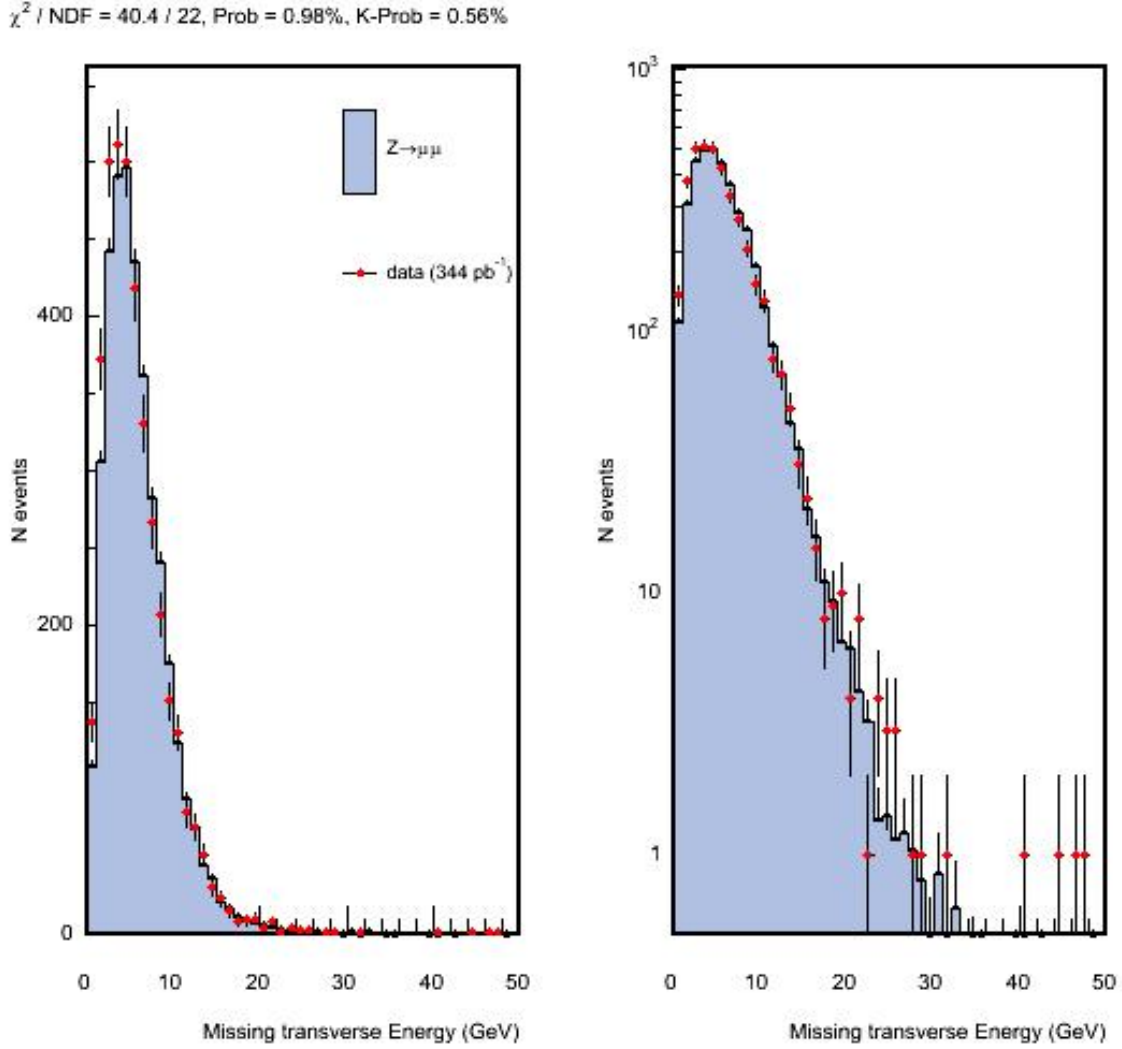 χ² / NDF = 40.4 / 22, Prob = 0.98%, K-Prob = 0.56%
Z→μμ
data (344 pb⁻¹)
400
200
0
N events
0 10 20 30 40 50
Missing transverse Energy (GeV)
10³
10²
10
1
N events
0 10 20 30 40 50
Missing transverse Energy (GeV)